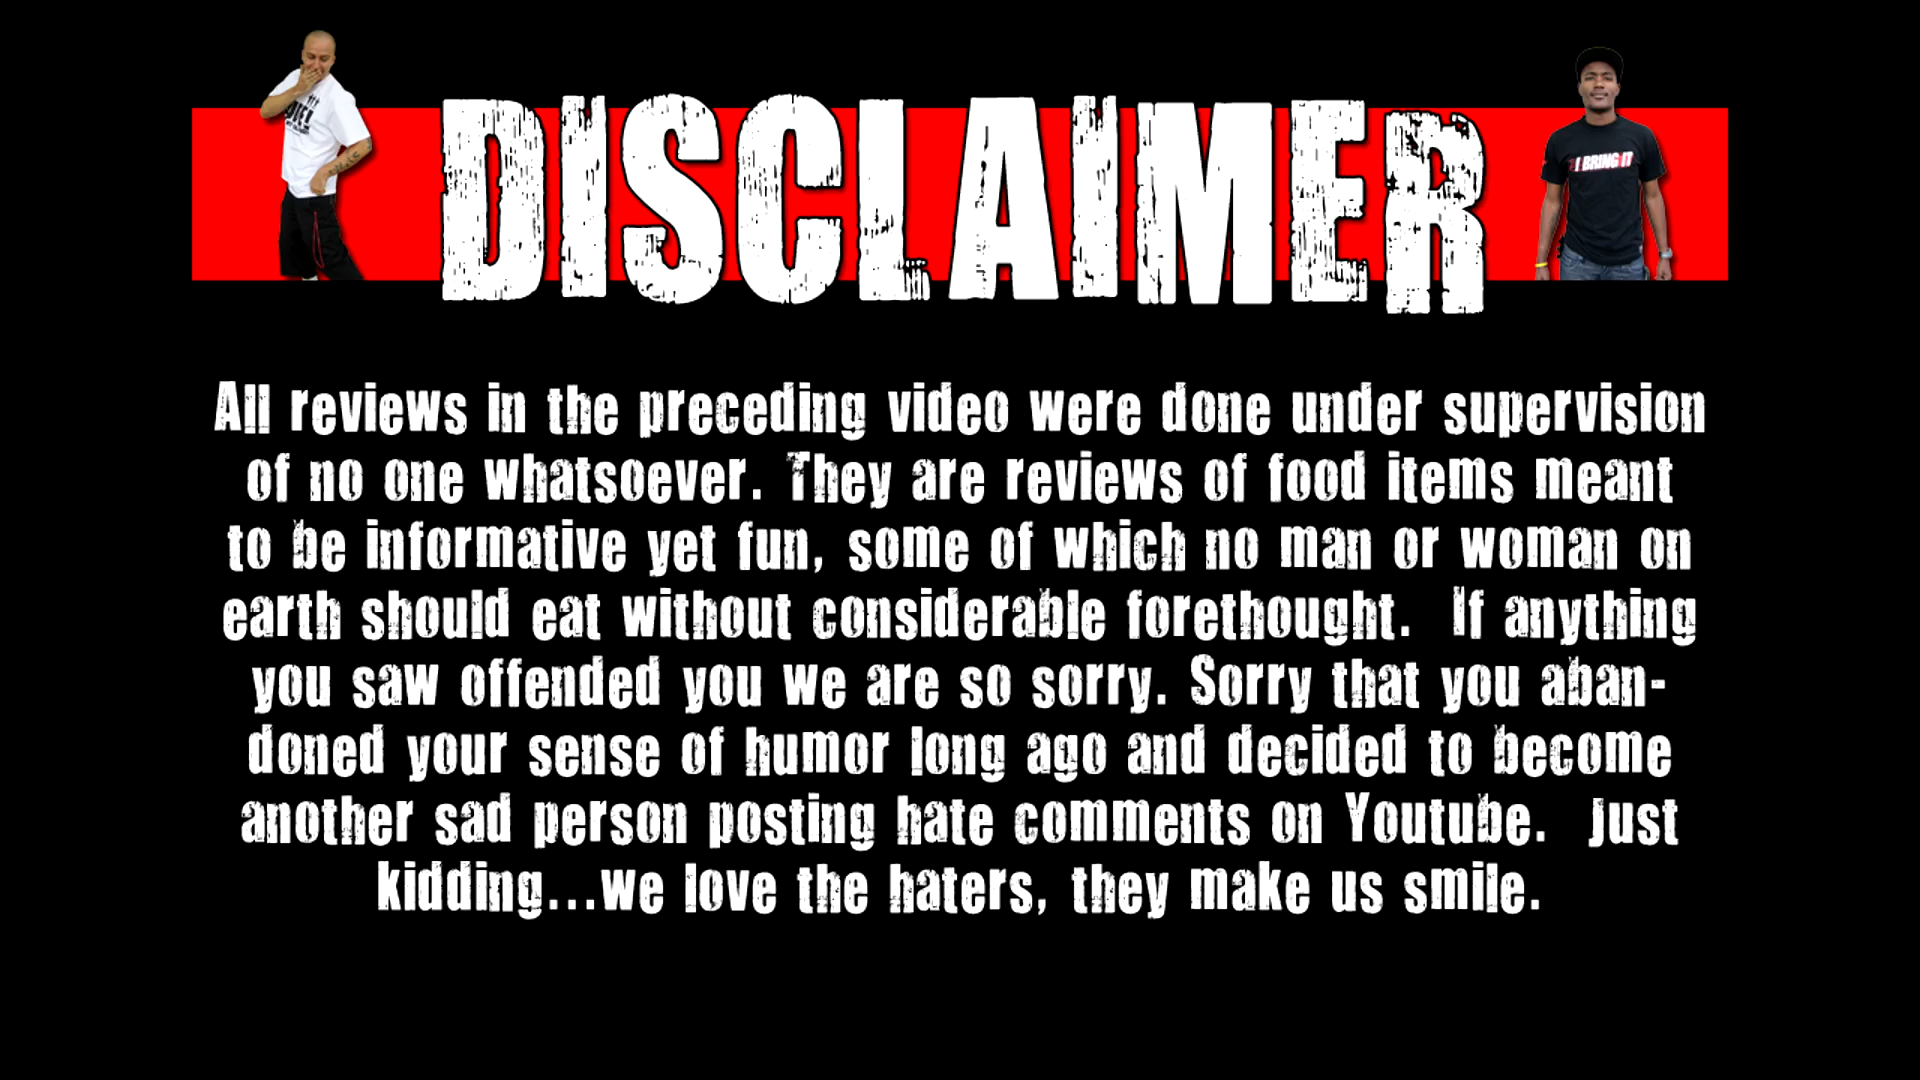 DISCLAIMER
DIE!
I BRING IT
All reviews in the preceding video were done under supervision
of no one whatsoever. They are reviews of food items meant
to be informative yet fun, some of which no man or woman on
earth should eat without considerable forethought. If anything
you saw offended you we are so sorry. Sorry that you aban-
doned your sense of humor long ago and decided to become
another sad person posting hate comments on Youtube. Just
kidding...we love the haters, they make us smile.